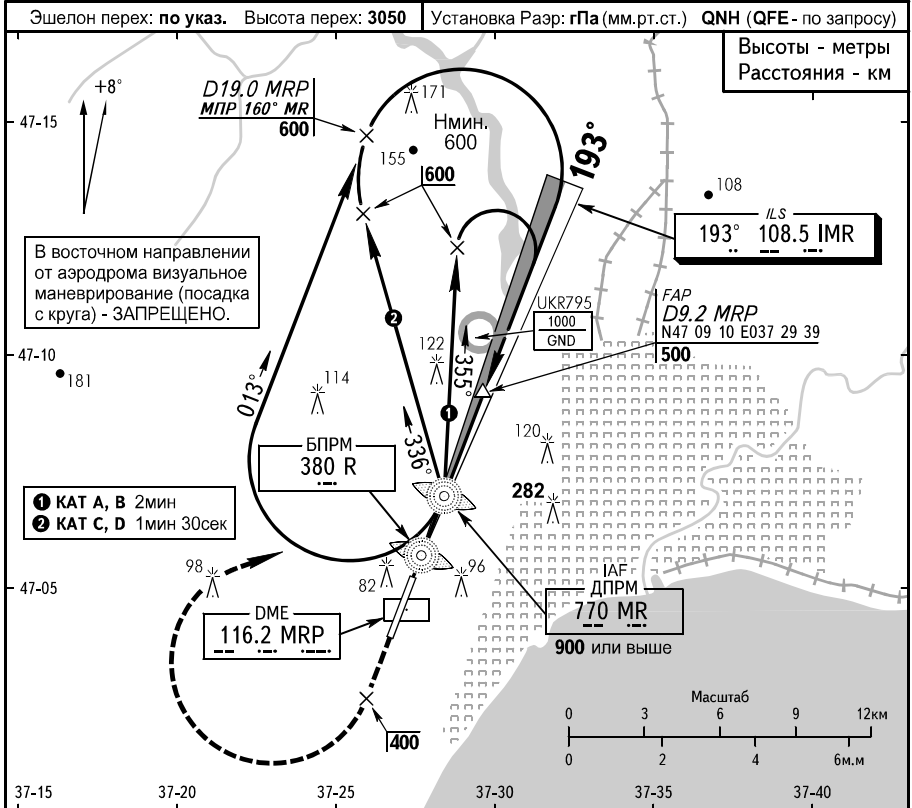 Эшелон перех: по указ. Высота перех: 3050
Установка Раэр: гПа (мм.рт.ст.) QNH (QFE - по запросу)
Высоты - метры
Расстояния - км
+8°
D19.0 MRP
МПР 160° MR
600
171
Нмин.
600
193°
47-15
155
600
108
ILS
193° 108.5 IMR
В восточном направлении
от аэродрома визуальное
маневрирование (посадка
с круга) - ЗАПРЕЩЕНО.
UKR795
1000
GND
FAP
D9.2 MRP
N47 09 10 E037 29 39
500
2
47-10
181
122
355°
013°
114
1
336°
120
БПРМ
380 R
282
1 КАТ A, B 2мин
2 КАТ C, D 1мин 30сек
98
82
96
47-05
IAF
ДПРМ
770 MR
900 или выше
DME
116.2 MRP
400
Масштаб
0 3 6 9 12км
0 2 4 6м.м
37-15 37-20 37-25 37-30 37-35 37-40